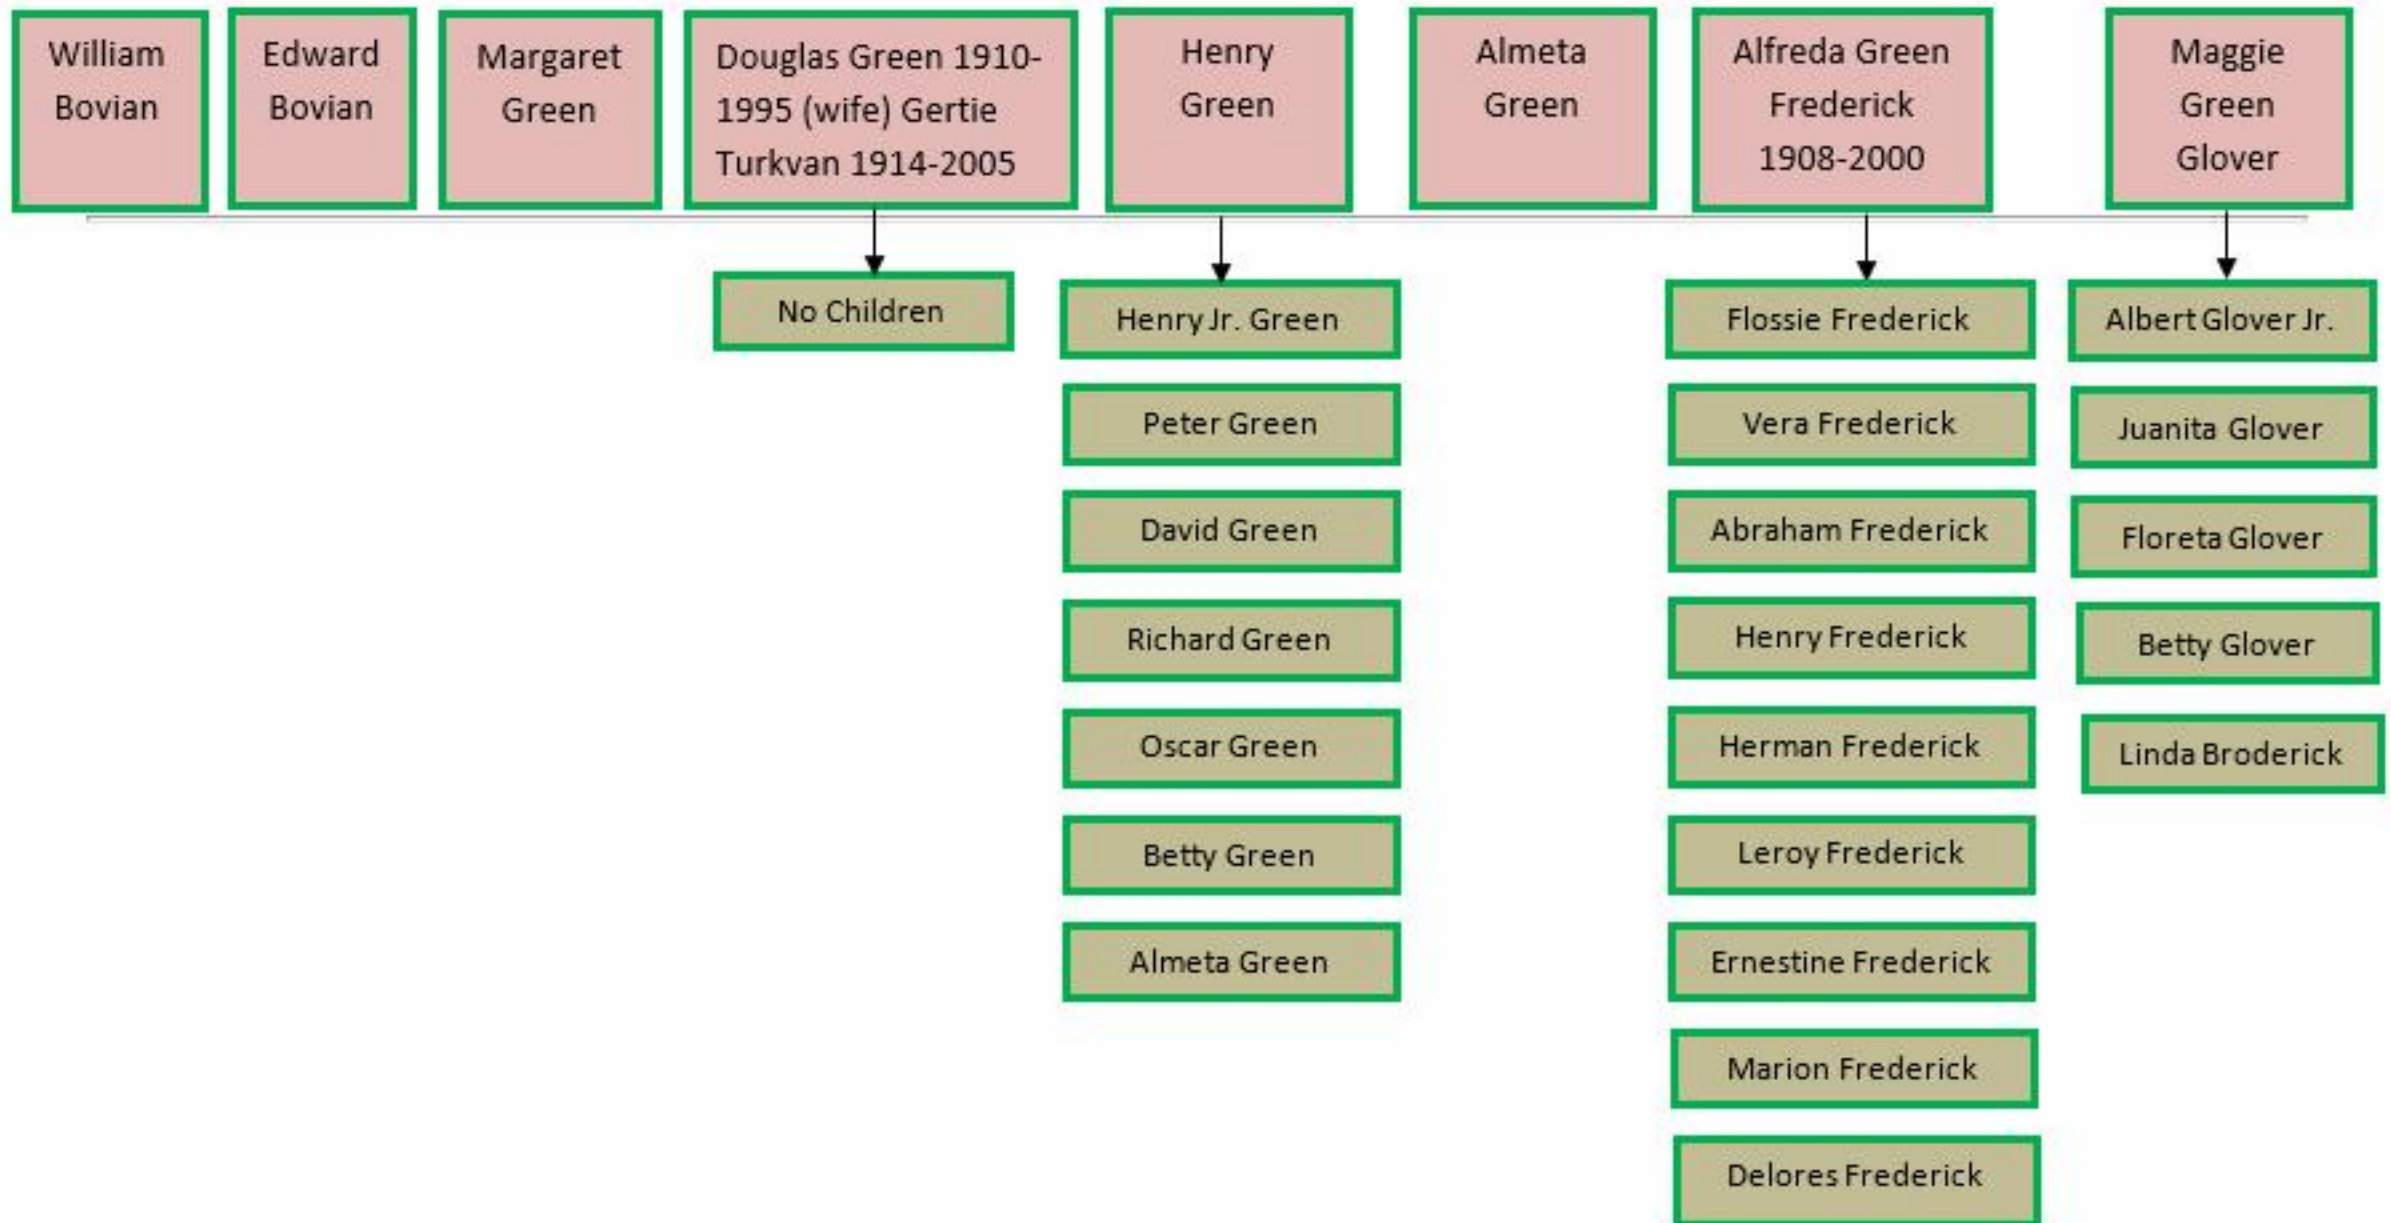 William
Bovian
Edward
Bovian
Margaret
Green
Douglas Green 1910-
1995 (wife) Gertie
Turkvan 1914-2005
Henry
Green
Almeta
Green
Alfreda Green
Frederick
1908-2000
Maggie
Green
Glover
No Children
Henry Jr. Green
Peter Green
David Green
Richard Green
Oscar Green
Betty Green
Almeta Green
Flossie Frederick
Vera Frederick
Abraham Frederick
Henry Frederick
Herman Frederick
Leroy Frederick
Ernestine Frederick
Marion Frederick
Delores Frederick
Albert Glover Jr.
Juanita Glover
Floreta Glover
Betty Glover
Linda Broderick